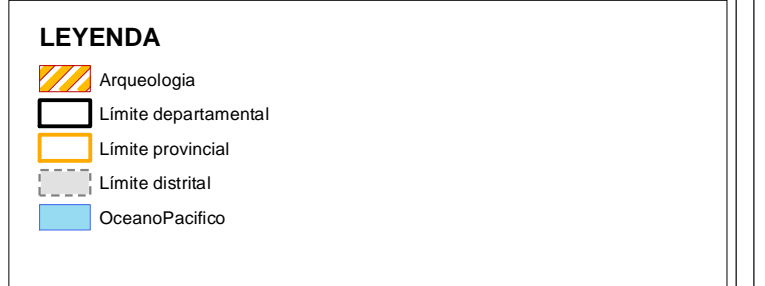 LEYENDA
Arqueologia
Límite departamental
Límite provincial
Límite distrital
OceanoPacifico